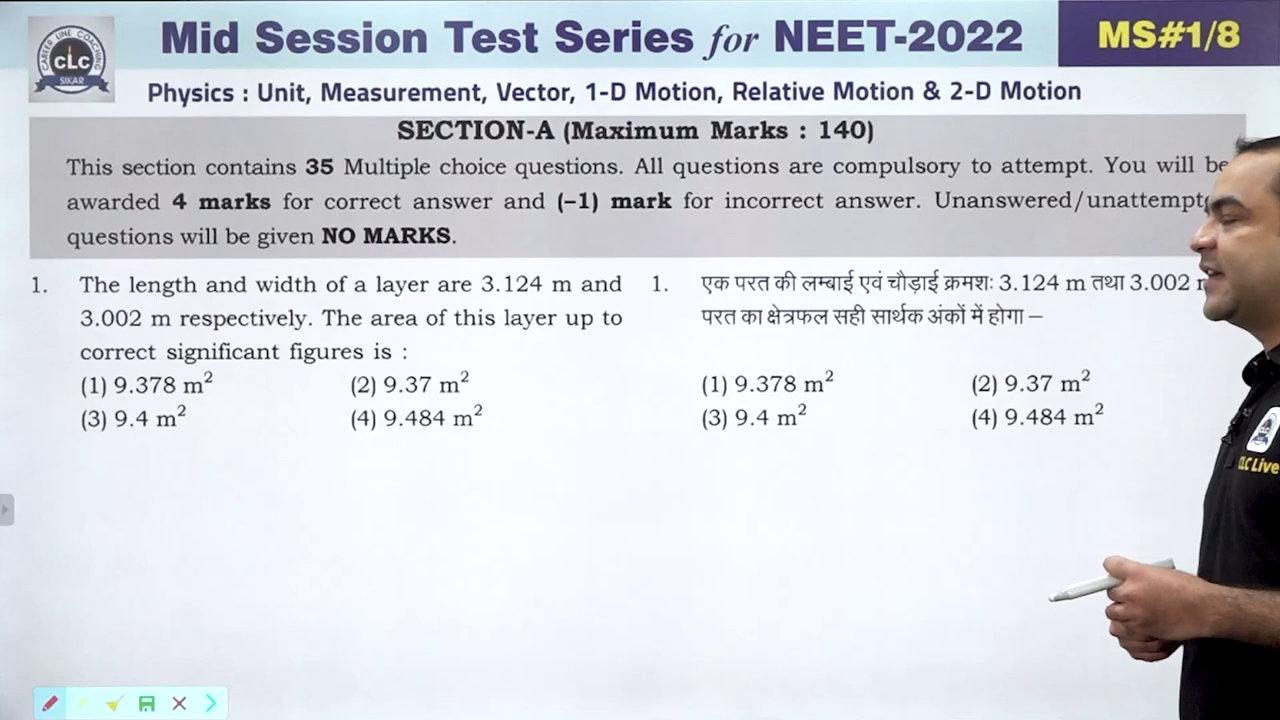 Mid Session Test Series for NEET-2022
MS#1/8
CAREER LINE COACHING
CLC
SIKAR
Physics : Unit, Measurement, Vector, 1-D Motion, Relative Motion & 2-D Motion
SECTION-A (Maximum Marks : 140)
This section contains 35 Multiple choice questions. All questions are compulsory to attempt. You will be
awarded 4 marks for correct answer and (–1) mark for incorrect answer. Unanswered/unattempt
questions will be given NO MARKS.
1. The length and width of a layer are 3.124 m and
3.002 m respectively. The area of this layer up to
correct significant figures is :
(1) 9.378 m² (2) 9.37 m²
(3) 9.4 m² (4) 9.484 m²
1. एक परत की लम्बाई एवं चौड़ाई क्रमशः 3.124 m तथा 3.002
परत का क्षेत्रफल सही सार्थक अंकों में होगा –
(1) 9.378 m² (2) 9.37 m²
(3) 9.4 m² (4) 9.484 m²
CLC Live